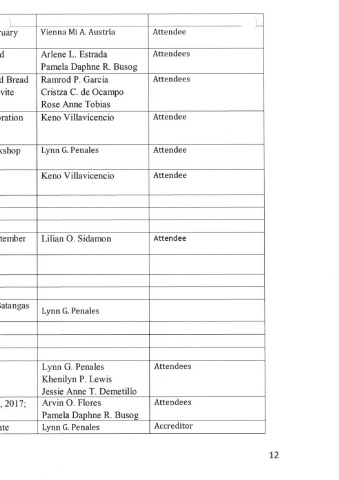 ruary Vienna Mi A. Austria Attendee
d Arlene L. Estrada Attendees
Pamela Daphne R. Busog
d Bread Ramrod P. Garcia Attendees
vite Cristza C. de Ocampo
Rose Anne Tobias
oration Keno Villavicencio Attendee
kshop Lynn G. Penales Attendee
Keno Villavicencio Attendee
tember Lilian O. Sidamon Attendee
Batangas Lynn G. Penales
Lynn G. Penales Attendees
Khenilyn P. Lewis
Jessie Anne T. Demetillo
, 2017; Arvin O. Flores Attendees
Pamela Daphne R. Busog
ate Lynn G. Penales Accreditor
12